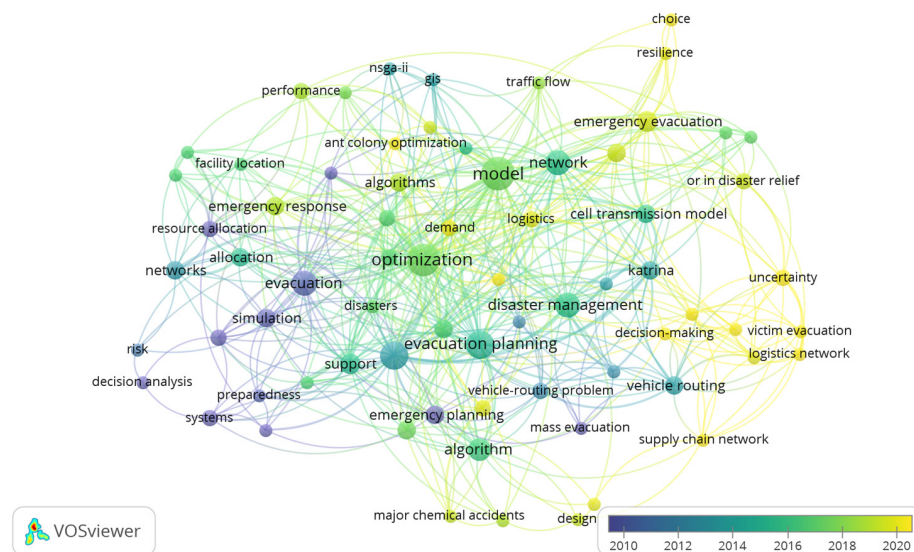 choice
resilience
nsga-ii
gis
traffic flow
performance
emergency evacuation
ant colony optimization
network
facility location
model
algorithms
or in disaster relief
emergency response
logistics
cell transmission model
resource allocation
demand
allocation
optimization
networks
katrina
evacuation
uncertainty
disasters
disaster management
simulation
decision-making
victim evacuation
evacuation planning
risk
logistics network
support
decision analysis
vehicle-routing problem
vehicle routing
preparedness
systems
emergency planning
mass evacuation
supply chain network
algorithm
major chemical accidents
design
VOSviewer
2010 2012 2014 2016 2018 2020